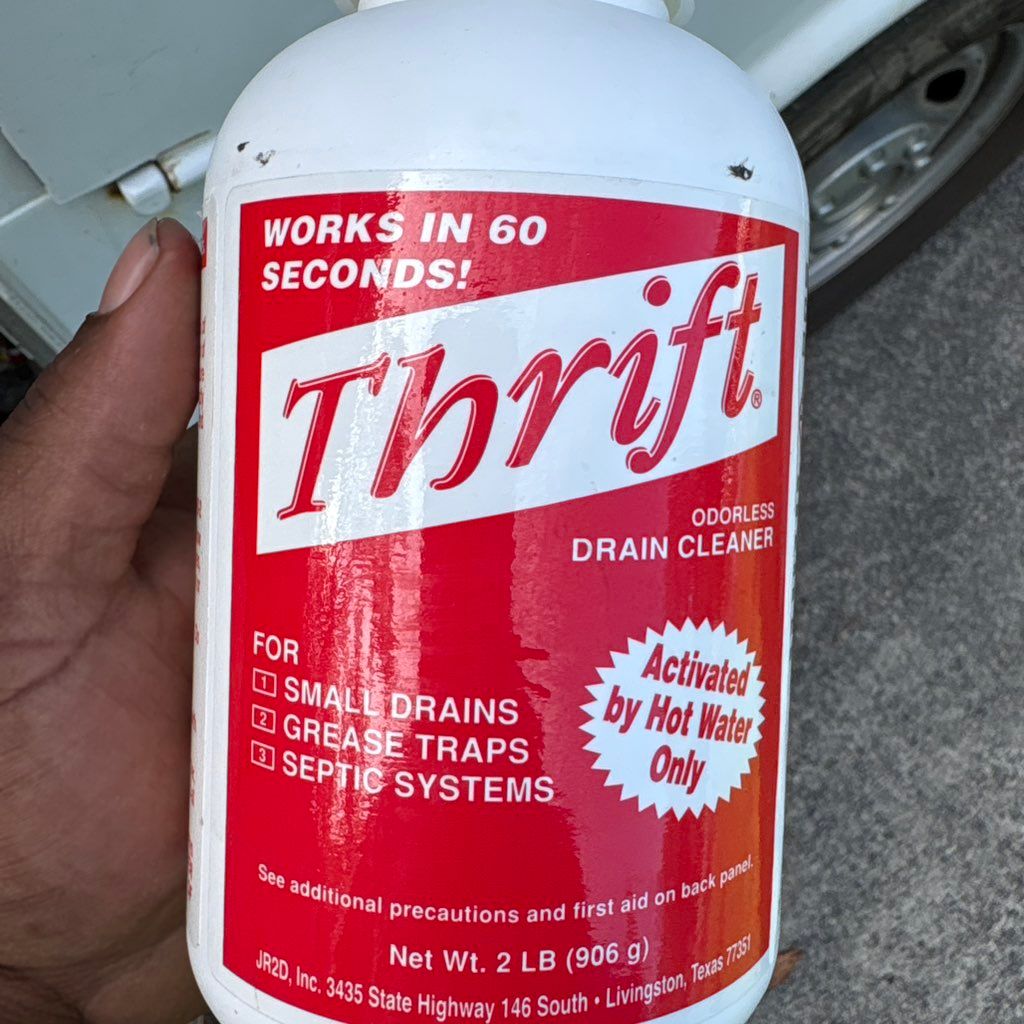 WORKS IN 60
SECONDS!
Thrift®
ODORLESS
DRAIN CLEANER
FOR
1 SMALL DRAINS
2 GREASE TRAPS
3 SEPTIC SYSTEMS
Activated
by Hot Water
Only
See additional precautions and first aid on back panel.
Net Wt. 2 LB (906 g)
JR2D, Inc. 3435 State Highway 146 South • Livingston, Texas 77351